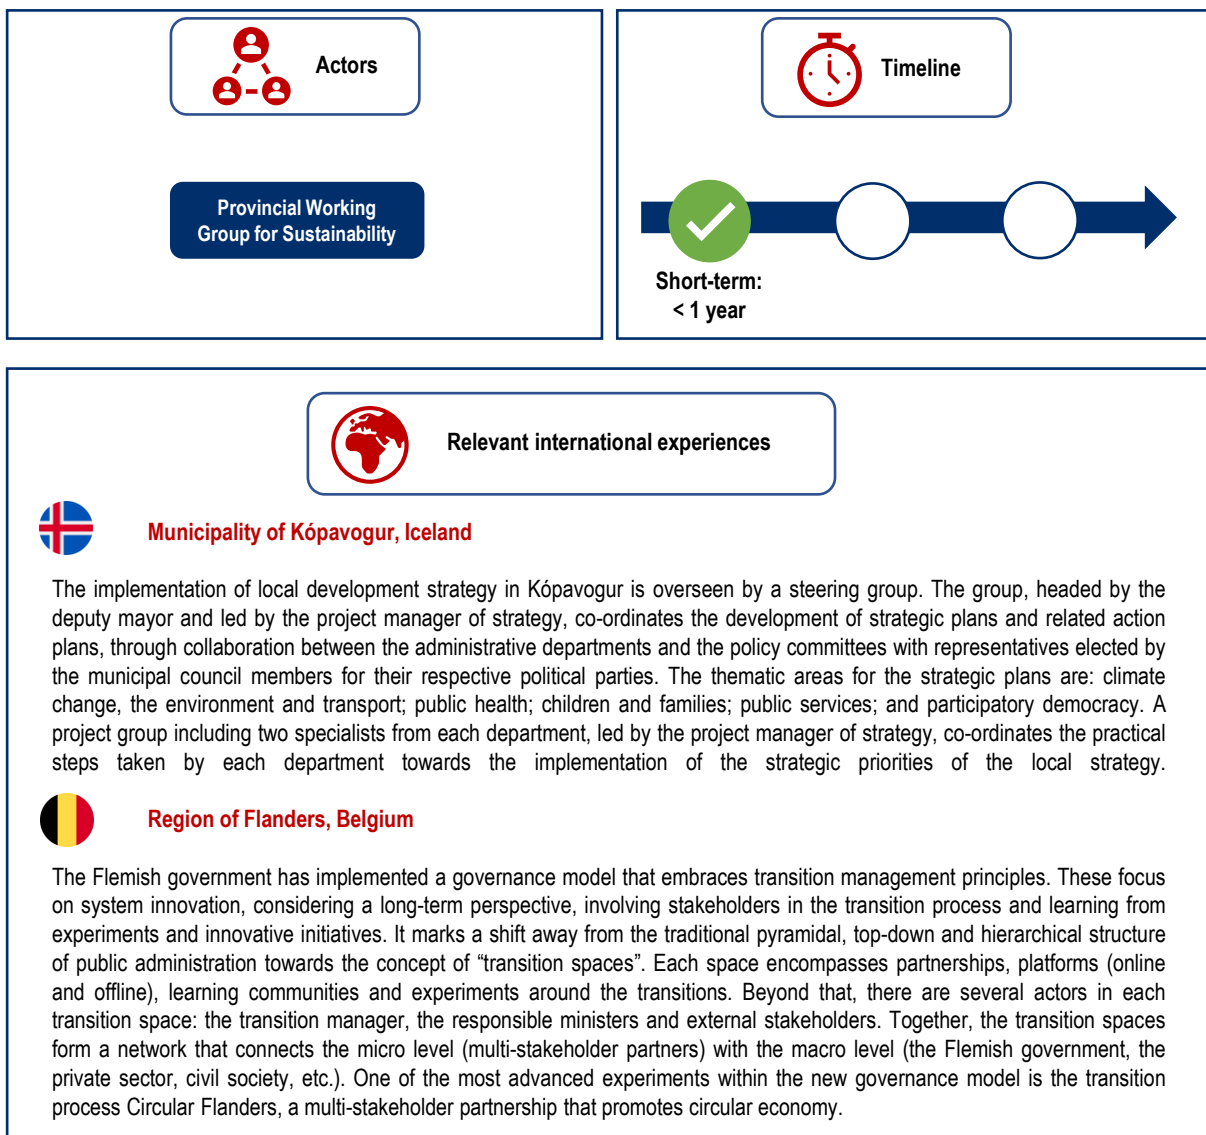 Actors
Timeline
Provincial Working
Group for Sustainability
Short-term:
< 1 year
Relevant international experiences
Municipality of Kópavogur, Iceland
The implementation of local development strategy in Kópavogur is overseen by a steering group. The group, headed by the
deputy mayor and led by the project manager of strategy, co-ordinates the development of strategic plans and related action
plans, through collaboration between the administrative departments and the policy committees with representatives elected by
the municipal council members for their respective political parties. The thematic areas for the strategic plans are: climate
change, the environment and transport; public health; children and families; public services; and participatory democracy. A
project group including two specialists from each department, led by the project manager of strategy, co-ordinates the practical
steps taken by each department towards the implementation of the strategic priorities of the local strategy.
Region of Flanders, Belgium
The Flemish government has implemented a governance model that embraces transition management principles. These focus
on system innovation, considering a long-term perspective, involving stakeholders in the transition process and learning from
experiments and innovative initiatives. It marks a shift away from the traditional pyramidal, top-down and hierarchical structure
of public administration towards the concept of “transition spaces”. Each space encompasses partnerships, platforms (online
and offline), learning communities and experiments around the transitions. Beyond that, there are several actors in each
transition space: the transition manager, the responsible ministers and external stakeholders. Together, the transition spaces
form a network that connects the micro level (multi-stakeholder partners) with the macro level (the Flemish government, the
private sector, civil society, etc.). One of the most advanced experiments within the new governance model is the transition
process Circular Flanders, a multi-stakeholder partnership that promotes circular economy.